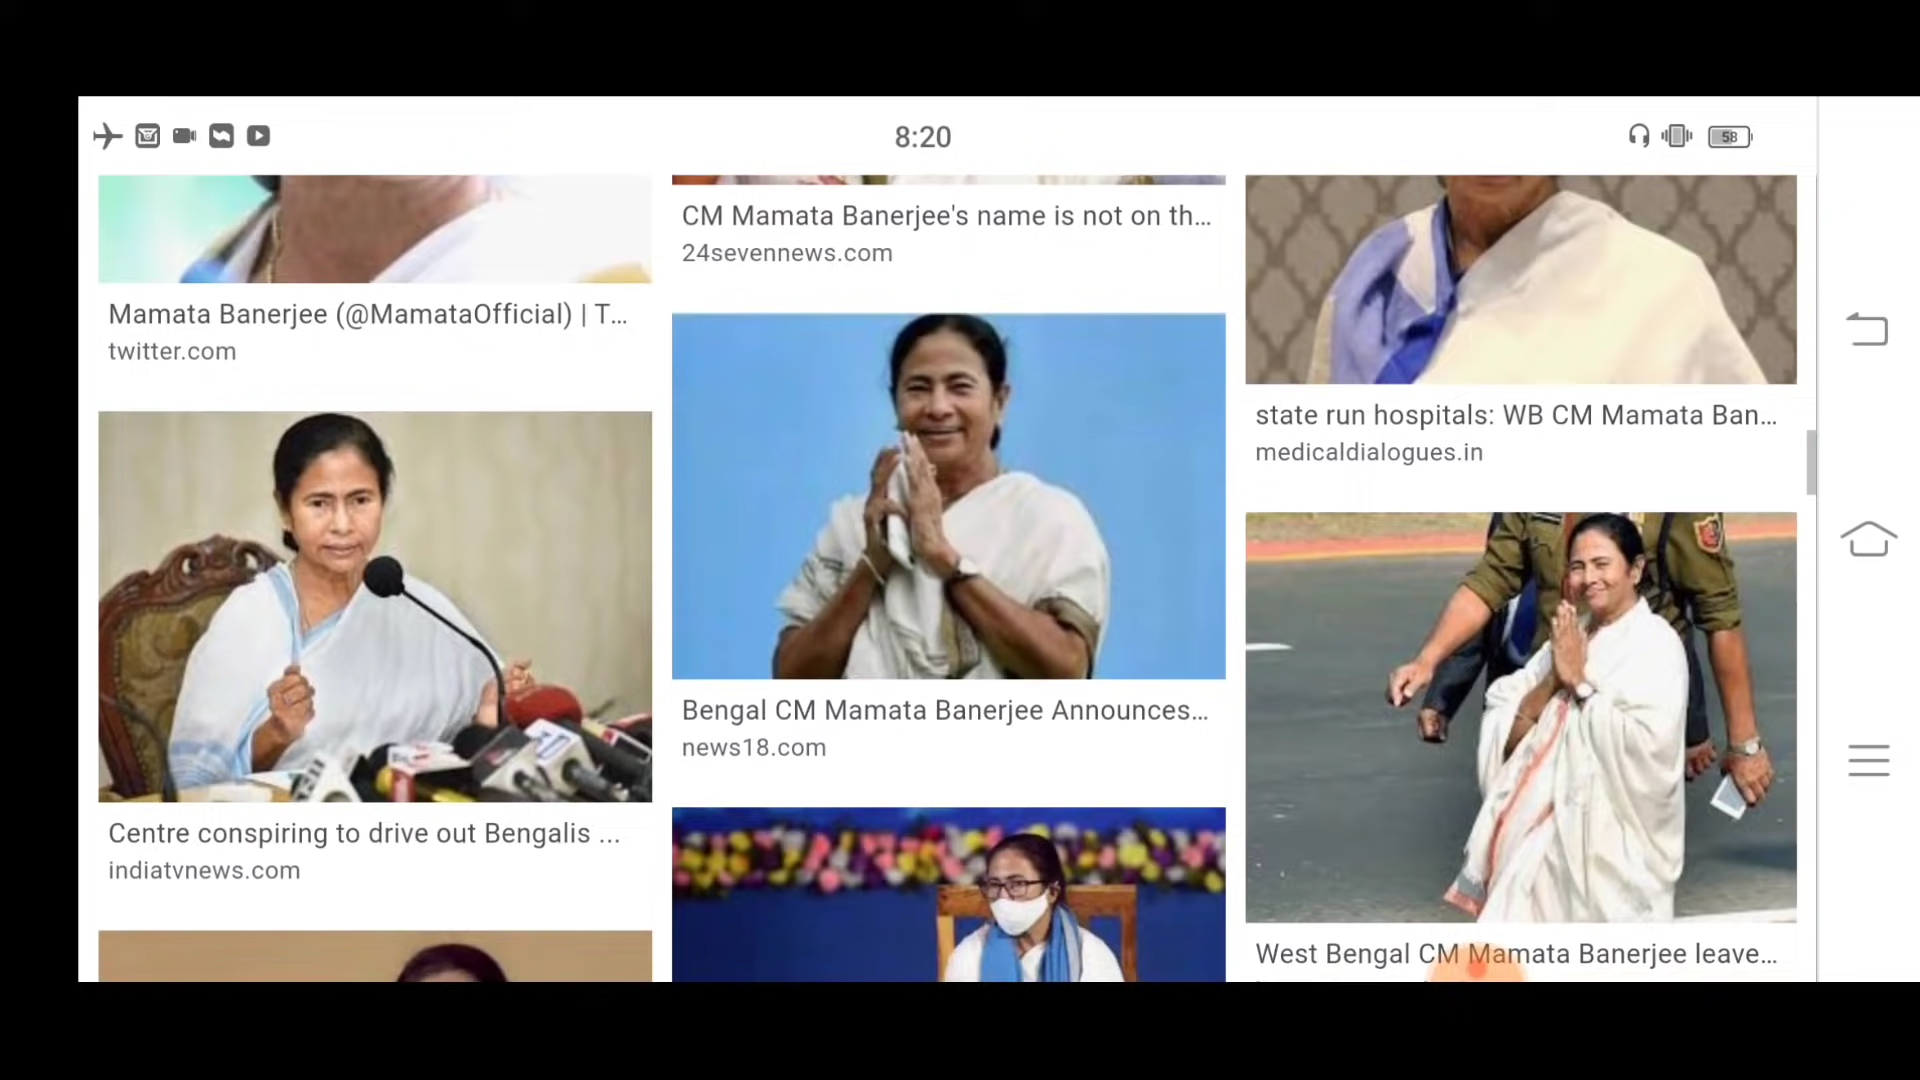 8:20
58
Mamata Banerjee (@MamataOfficial) | T...
twitter.com
Centre conspiring to drive out Bengalis ...
indiatvnews.com
CM Mamata Banerjee's name is not on th...
24sevennews.com
Bengal CM Mamata Banerjee Announces...
news18.com
state run hospitals: WB CM Mamata Ban...
medicaldialogues.in
West Bengal CM Mamata Banerjee leave...